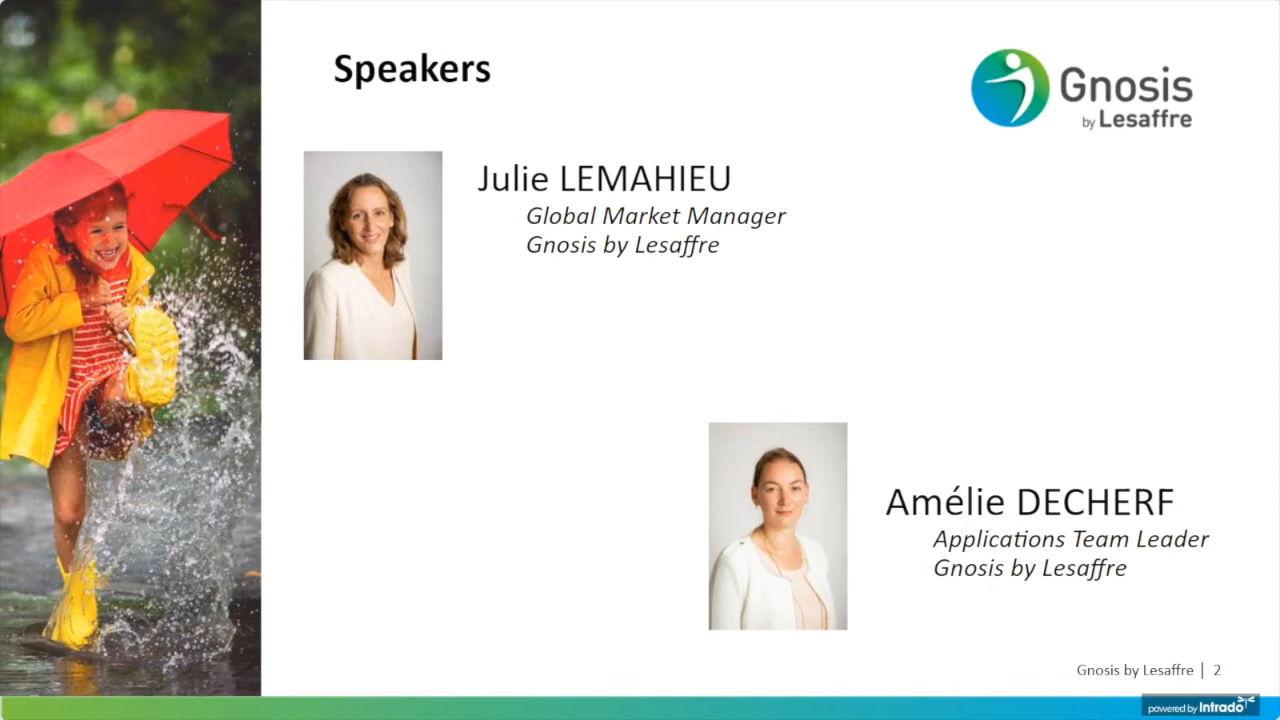 Speakers
Gnosis
by Lesaffre
Julie LEMAHIEU
Global Market Manager
Gnosis by Lesaffre
Amélie DECHERF
Applications Team Leader
Gnosis by Lesaffre
Gnosis by Lesaffre | 2
powered by Intrado